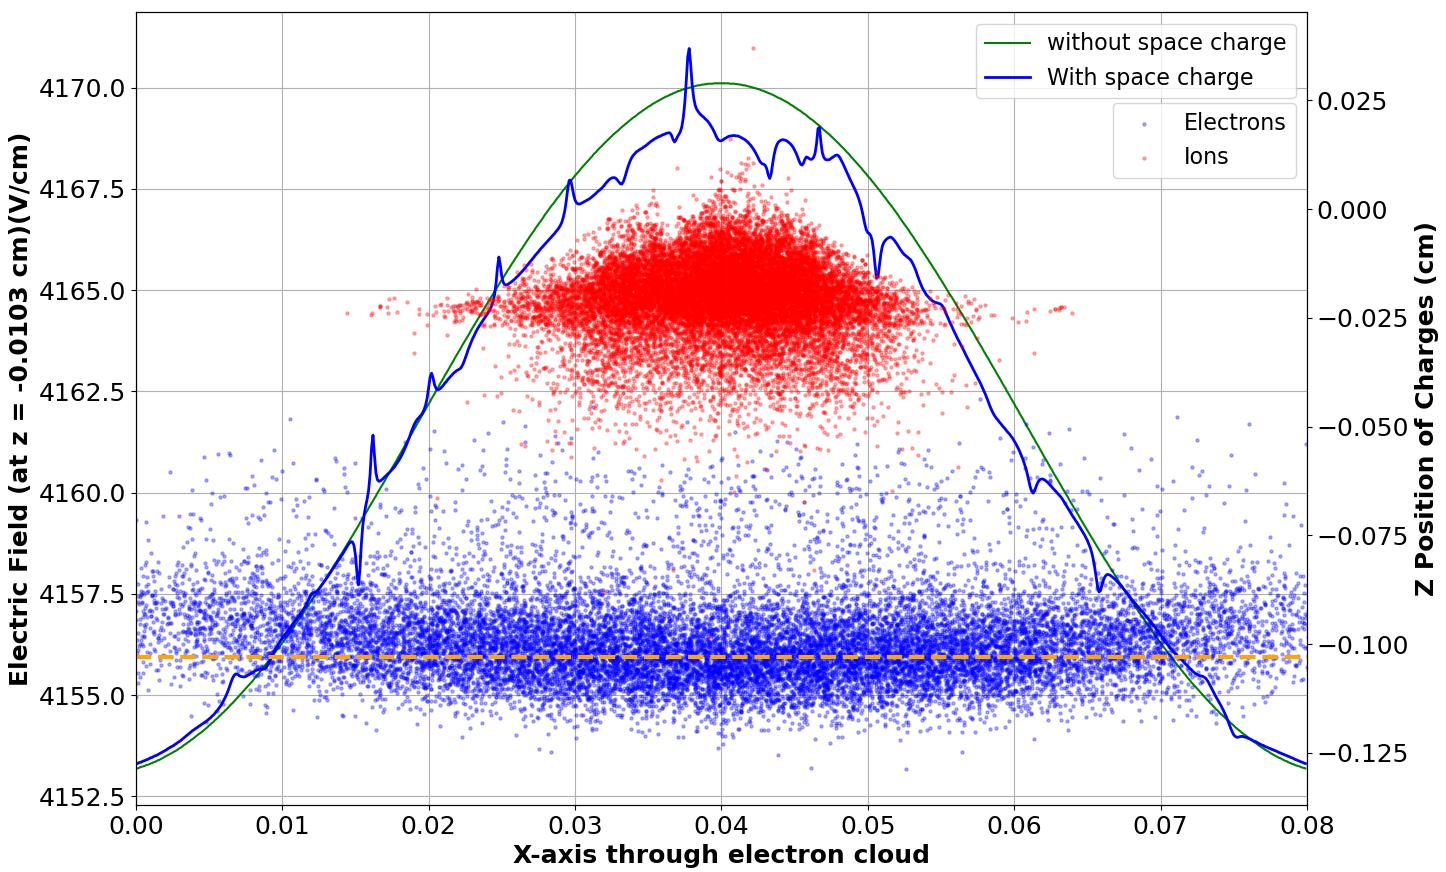 without space charge
With space charge
Electrons
Ions
Electric Field (at z = -0.0103 cm)(V/cm)
4170.0
4167.5
4165.0
4162.5
4160.0
4157.5
4155.0
4152.5
0.025
0.000
−0.025
−0.050
−0.075
−0.100
−0.125
Z Position of Charges (cm)
0.00 0.01 0.02 0.03 0.04 0.05 0.06 0.07 0.08
X-axis through electron cloud